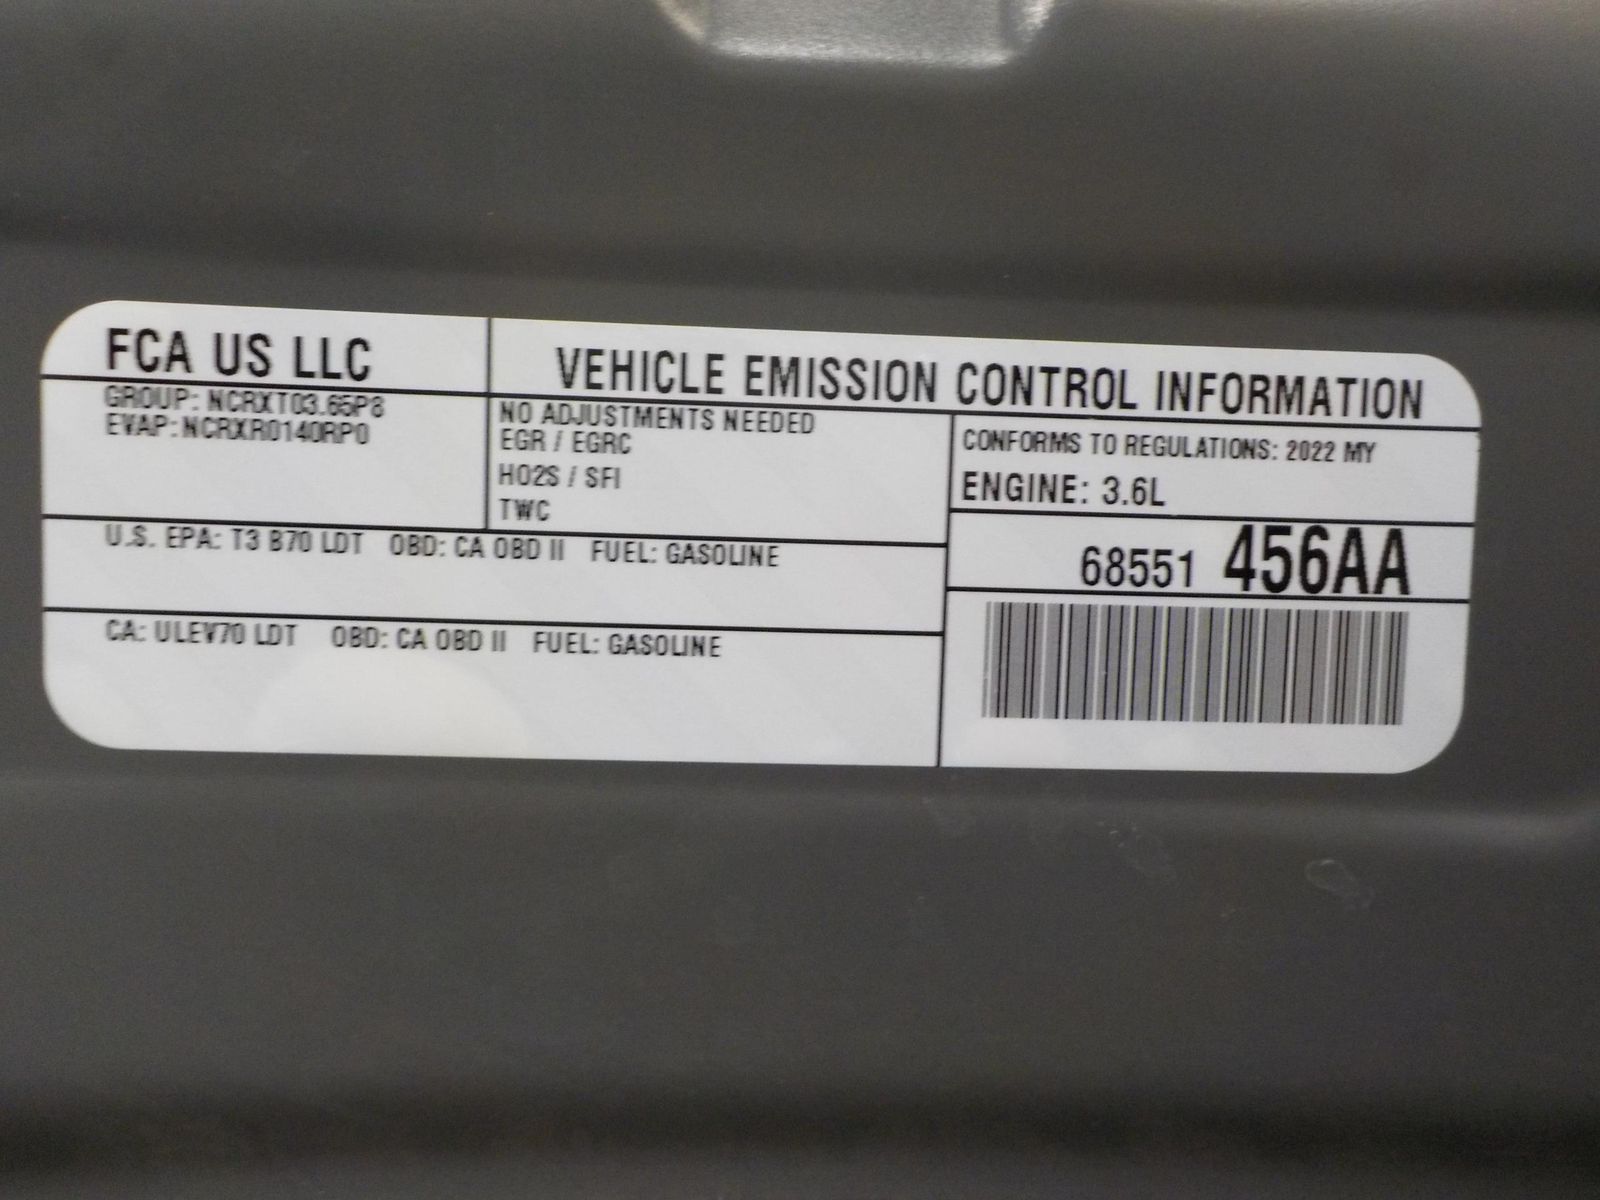 FCA US LLC
VEHICLE EMISSION CONTROL INFORMATION
GROUP: NCRXT03.65P8
EVAP: NCRXR0140RP0
NO ADJUSTMENTS NEEDED
EGR / EGRC
HO2S / SFI
TWC
CONFORMS TO REGULATIONS: 2022 MY
ENGINE: 3.6L
U.S. EPA: T3 B70 LDT OBD: CA OBD II FUEL: GASOLINE
68551 456AA
CA: ULEV70 LDT OBD: CA OBD II FUEL: GASOLINE